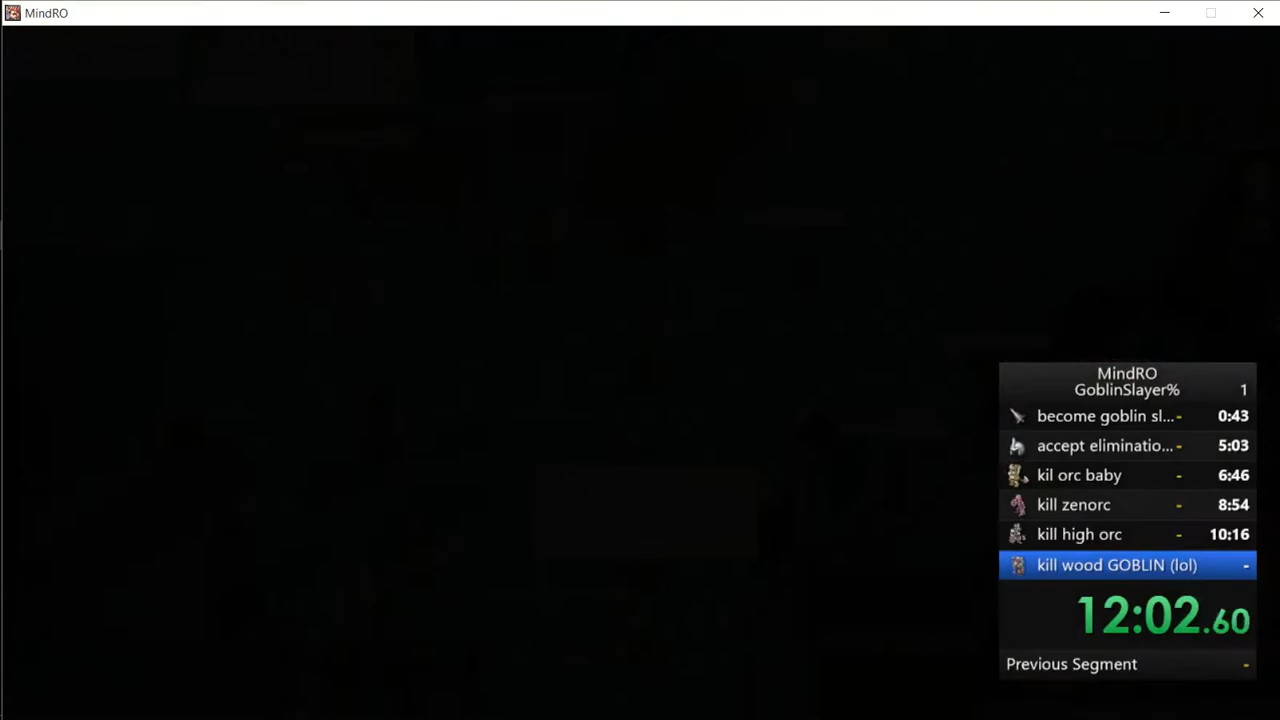 MindRO
MindRO
GoblinSlayer% 1
become goblin sl... - 0:43
accept eliminatio... - 5:03
kil orc baby - 6:46
kill zenorc - 8:54
kill high orc - 10:16
kill wood GOBLIN (lol) -
12:02.60
Previous Segment -